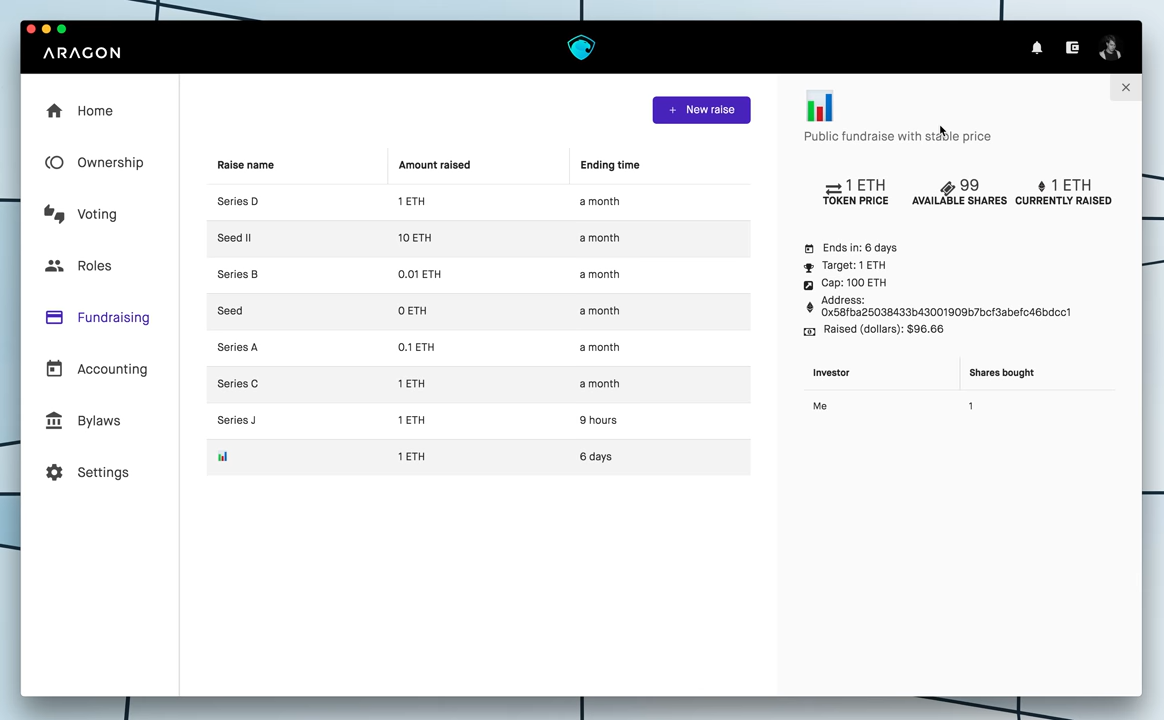 ARAGON
Home
Ownership
Voting
Roles
Fundraising
Accounting
Bylaws
Settings
+ New raise
Raise name Amount raised Ending time
Series D 1 ETH a month
Seed II 10 ETH a month
Series B 0.01 ETH a month
Seed 0 ETH a month
Series A 0.1 ETH a month
Series C 1 ETH a month
Series J 1 ETH 9 hours
📊 1 ETH 6 days
📊
Public fundraise with stable price
1 ETH 99 1 ETH
TOKEN PRICE AVAILABLE SHARES CURRENTLY RAISED
Ends in: 6 days
Target: 1 ETH
Cap: 100 ETH
Address:
0x58fba25038433b43001909b7bcf3abefc46bdcc1
Raised (dollars): $96.66
Investor Shares bought
Me 1